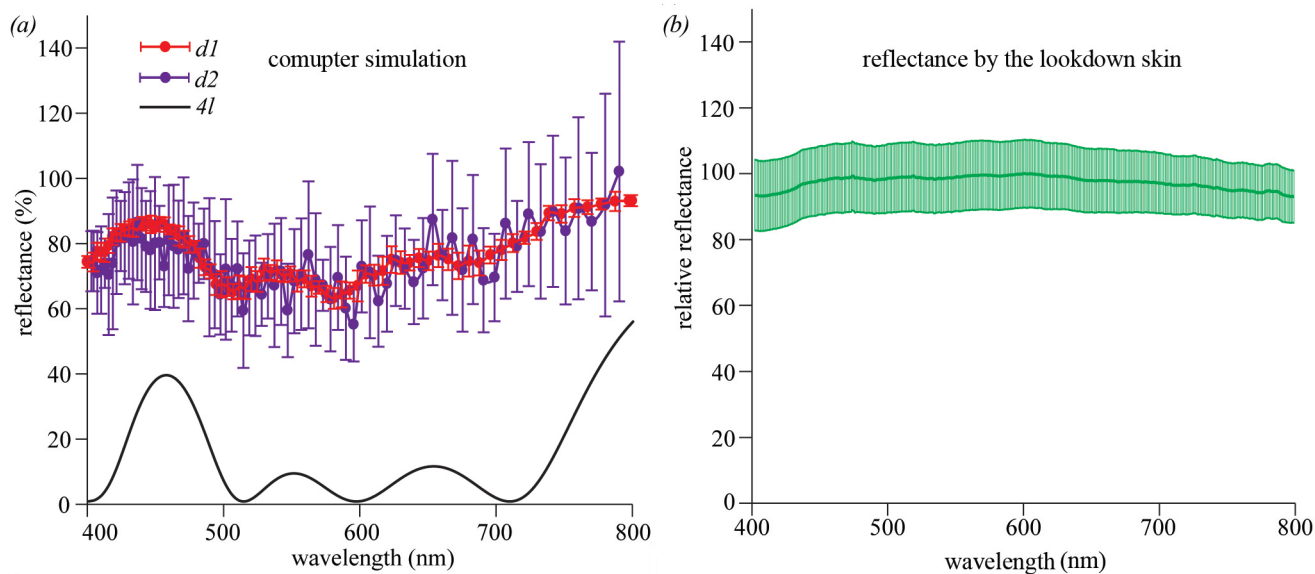 (a)
d1
d2
4l
comupter simulation
reflectance (%)
140
120
100
80
60
40
20
0
400
500
600
700
800
wavelength (nm)
(b)
reflectance by the lookdown skin
relative reflectance
140
120
100
80
60
40
20
0
400
500
600
700
800
wavelength (nm)